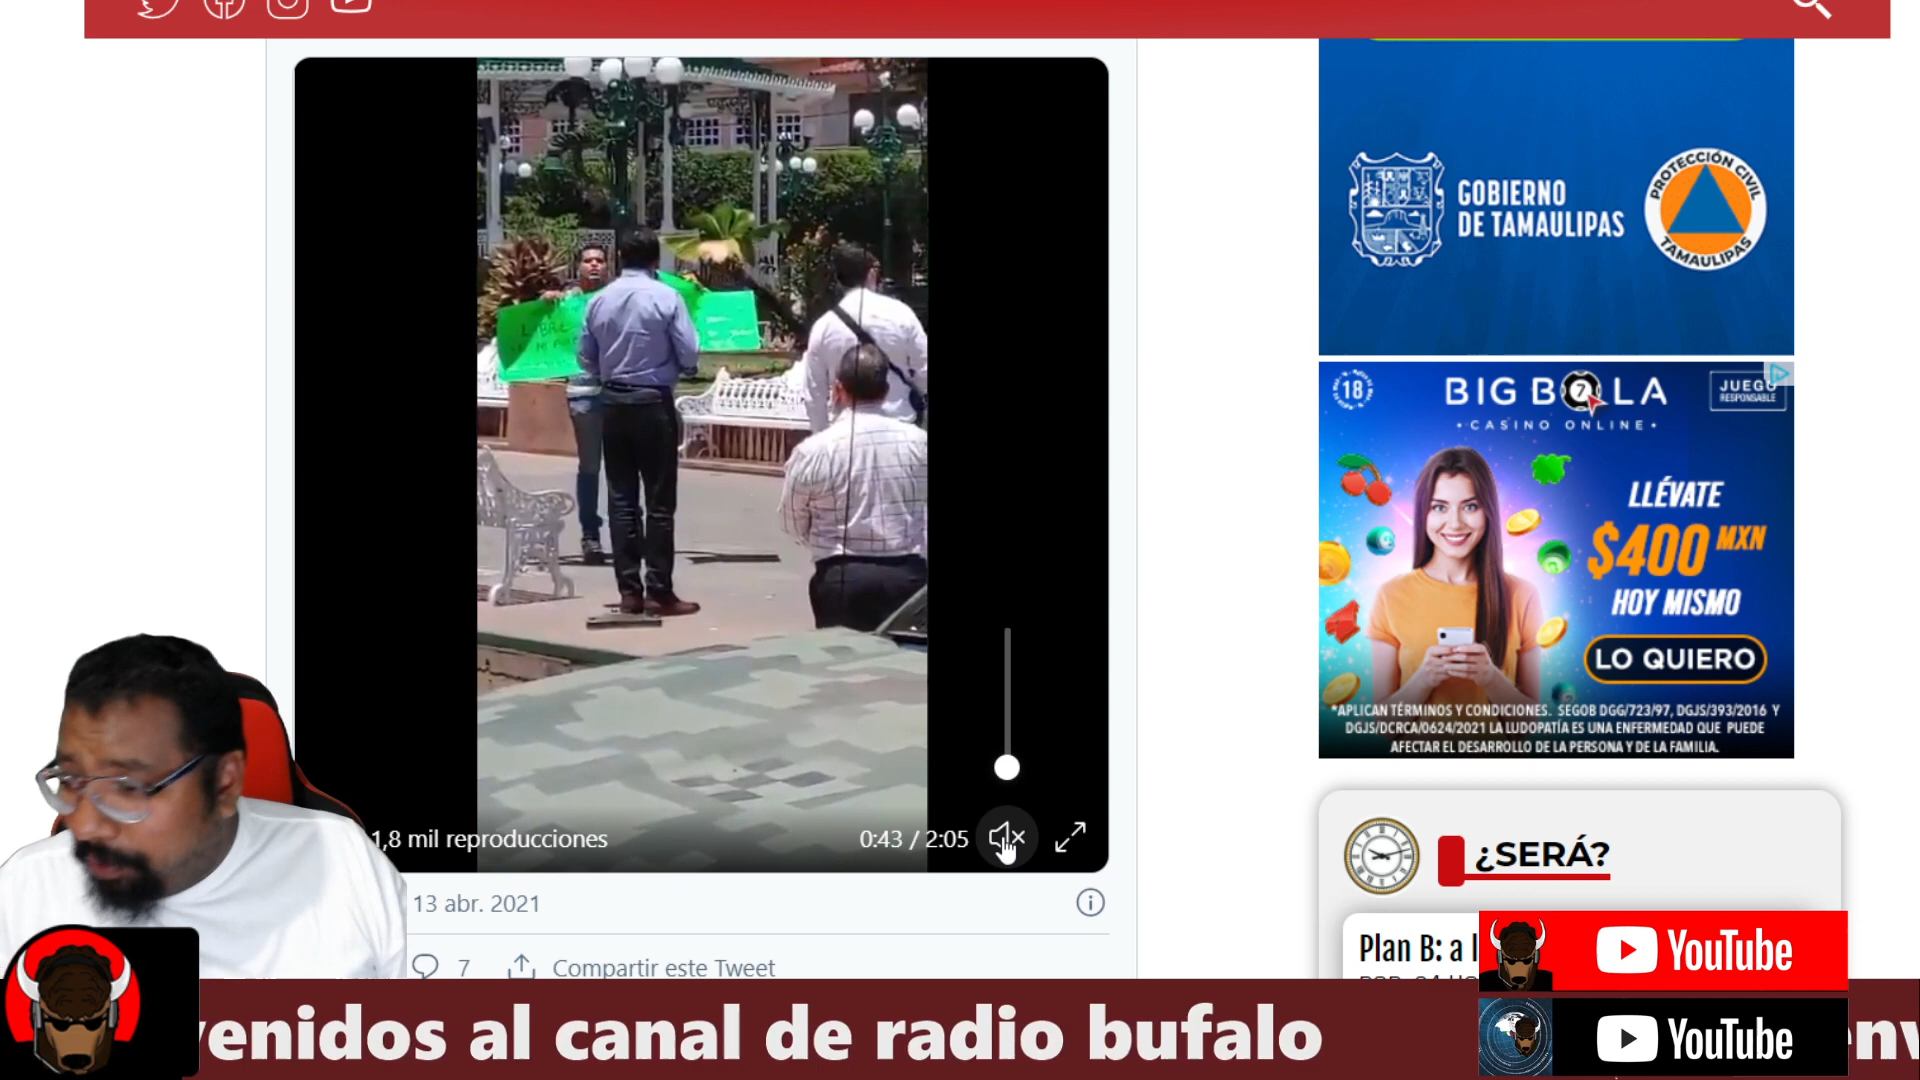 LIBRE
1,8 mil reproducciones
0:43 / 2:05
13 abr. 2021
7
Compartir este Tweet
GOBIERNO
DE TAMAULIPAS
PROTECCIÓN CIVIL
TAMAULIPAS
18
BIG B7LA
• CASINO ONLINE •
JUEGO
RESPONSABLE
LLÉVATE
$400 MXN
HOY MISMO
LO QUIERO
*APLICAN TÉRMINOS Y CONDICIONES. SEGOB DGG/723/97, DGJS/393/2016 Y
DGJS/DCRCA/0624/2021 LA LUDOPATÍA ES UNA ENFERMEDAD QUE PUEDE
AFECTAR EL DESARROLLO DE LA PERSONA Y DE LA FAMILIA.
¿SERÁ?
Plan B: a l
YouTube
YouTube
venidos al canal de radio bufalo
env